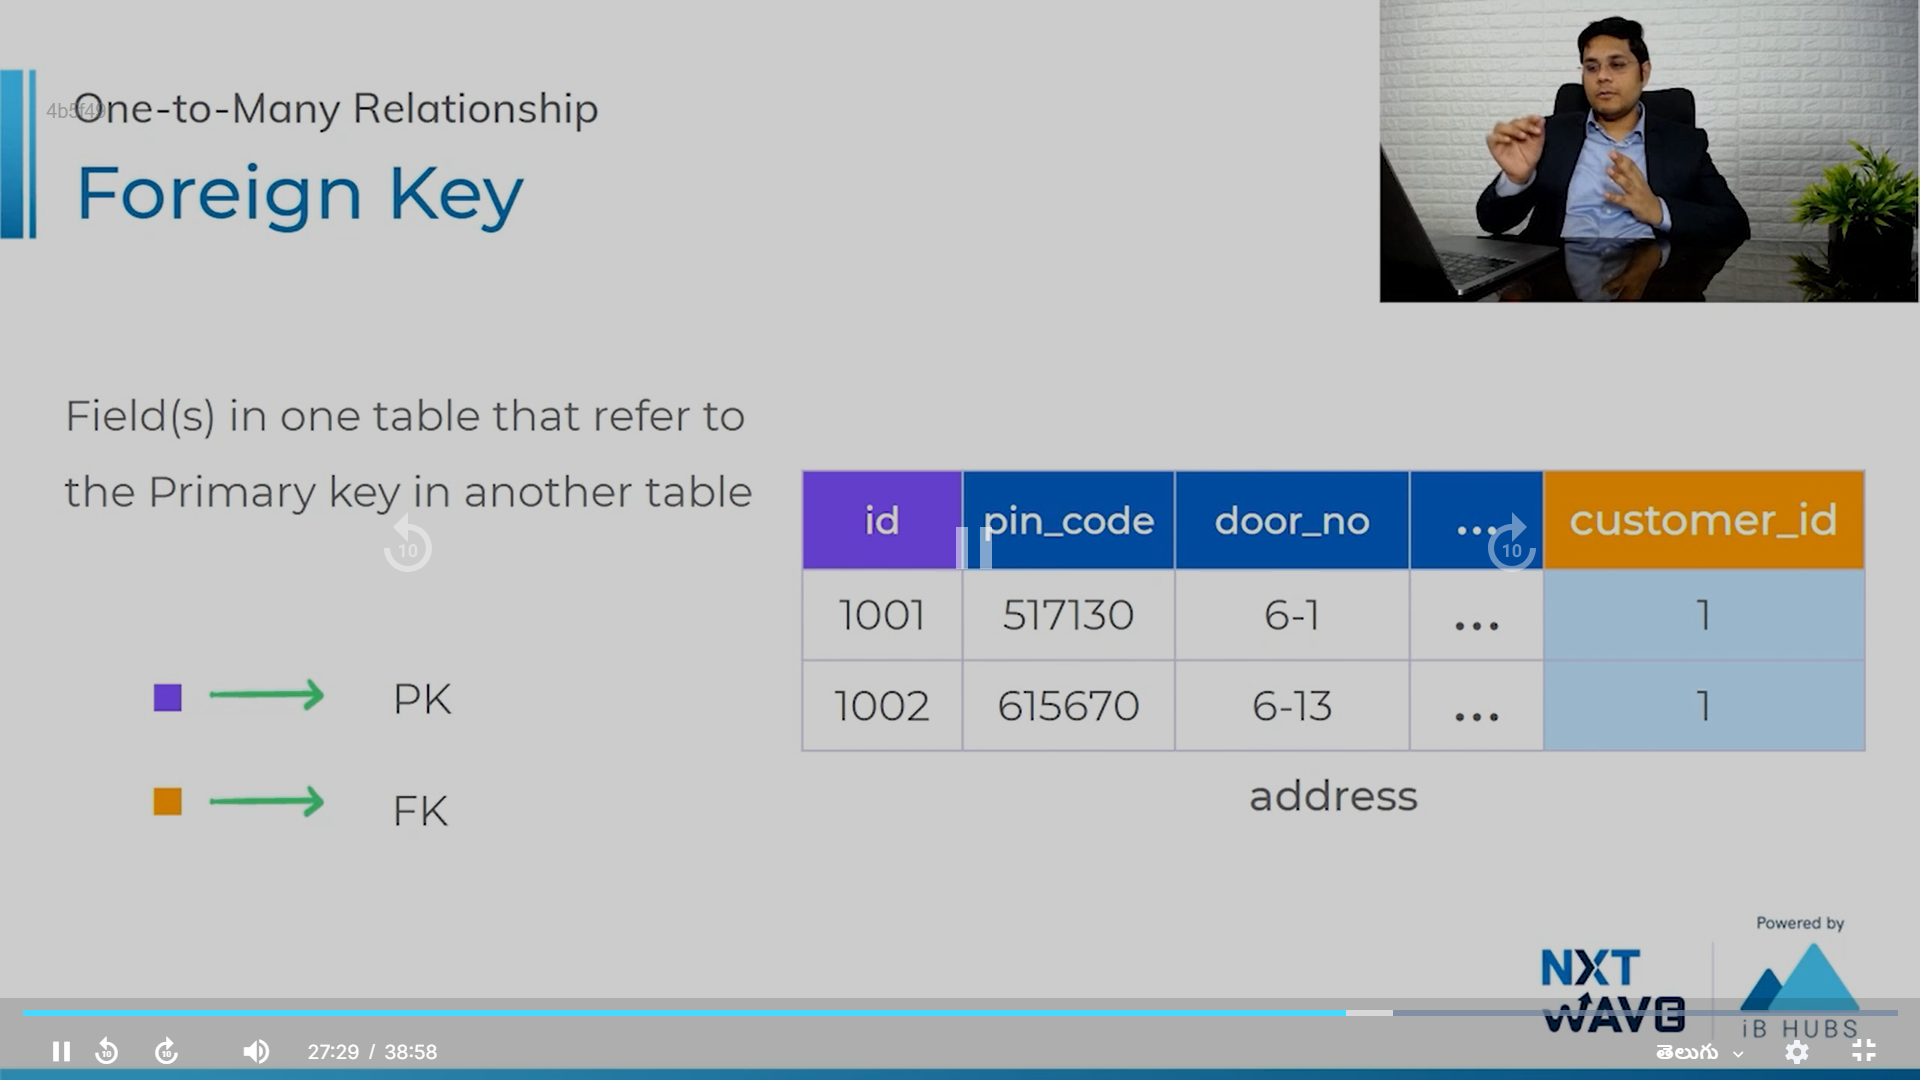 One-to-Many Relationship
4b5f49
Foreign Key
Field(s) in one table that refer to
the Primary key in another table
id pin_code door_no ... customer_id
1001 517130 6-1 ... 1
1002 615670 6-13 ... 1
address
PK
FK
10
10
Powered by
NXT
WAVE
iB HUBS
10
10
27:29 / 38:58
తెలుగు